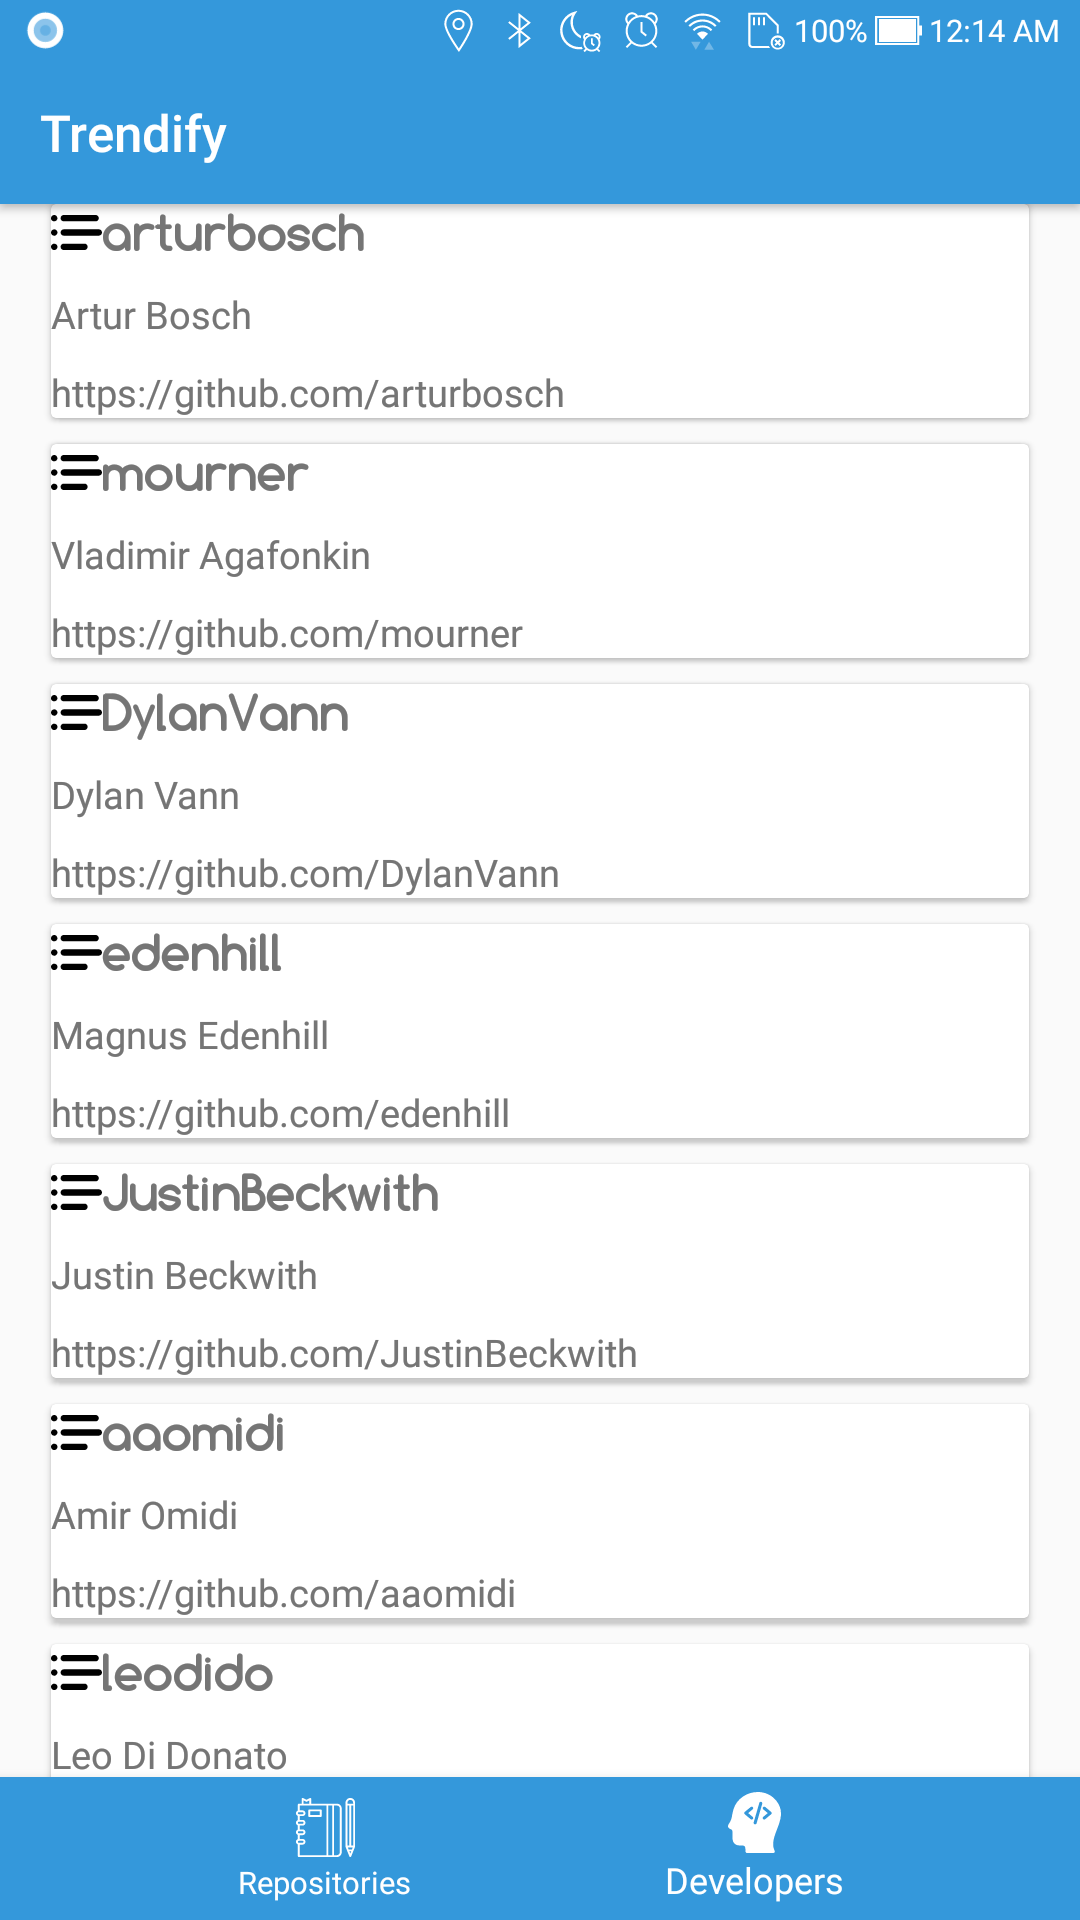 100% 12:14 AM
Trendify
arturbosch
Artur Bosch
https://github.com/arturbosch
mourner
Vladimir Agafonkin
https://github.com/mourner
DylanVann
Dylan Vann
https://github.com/DylanVann
edenhill
Magnus Edenhill
https://github.com/edenhill
JustinBeckwith
Justin Beckwith
https://github.com/JustinBeckwith
aaomidi
Amir Omidi
https://github.com/aaomidi
leodido
Leo Di Donato
Repositories Developers